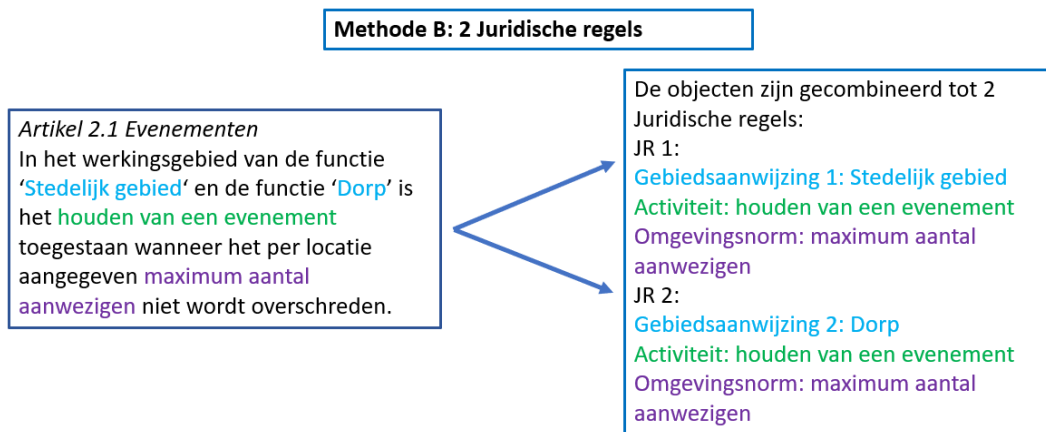 Methode B: 2 Juridische regels
Artikel 2.1 Evenementen
In het werkingsgebied van de functie
‘Stedelijk gebied‘ en de functie ‘Dorp’ is
het houden van een evenement
toegestaan wanneer het per locatie
aangegeven maximum aantal
aanwezigen niet wordt overschreden.
De objecten zijn gecombineerd tot 2
Juridische regels:
JR 1:
Gebiedsaanwijzing 1: Stedelijk gebied
Activiteit: houden van een evenement
Omgevingsnorm: maximum aantal
aanwezigen
JR 2:
Gebiedsaanwijzing 2: Dorp
Activiteit: houden van een evenement
Omgevingsnorm: maximum aantal
aanwezigen